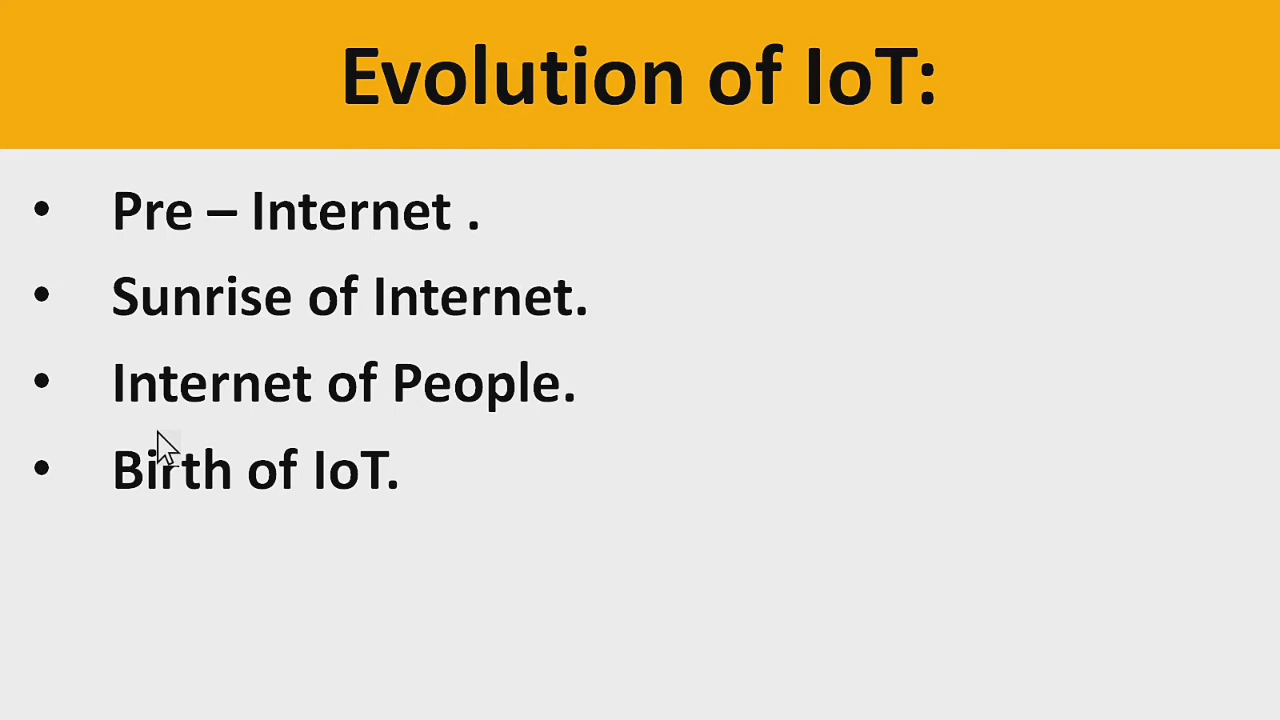 Evolution of IoT:
• Pre – Internet .
• Sunrise of Internet.
• Internet of People.
• Birth of IoT.